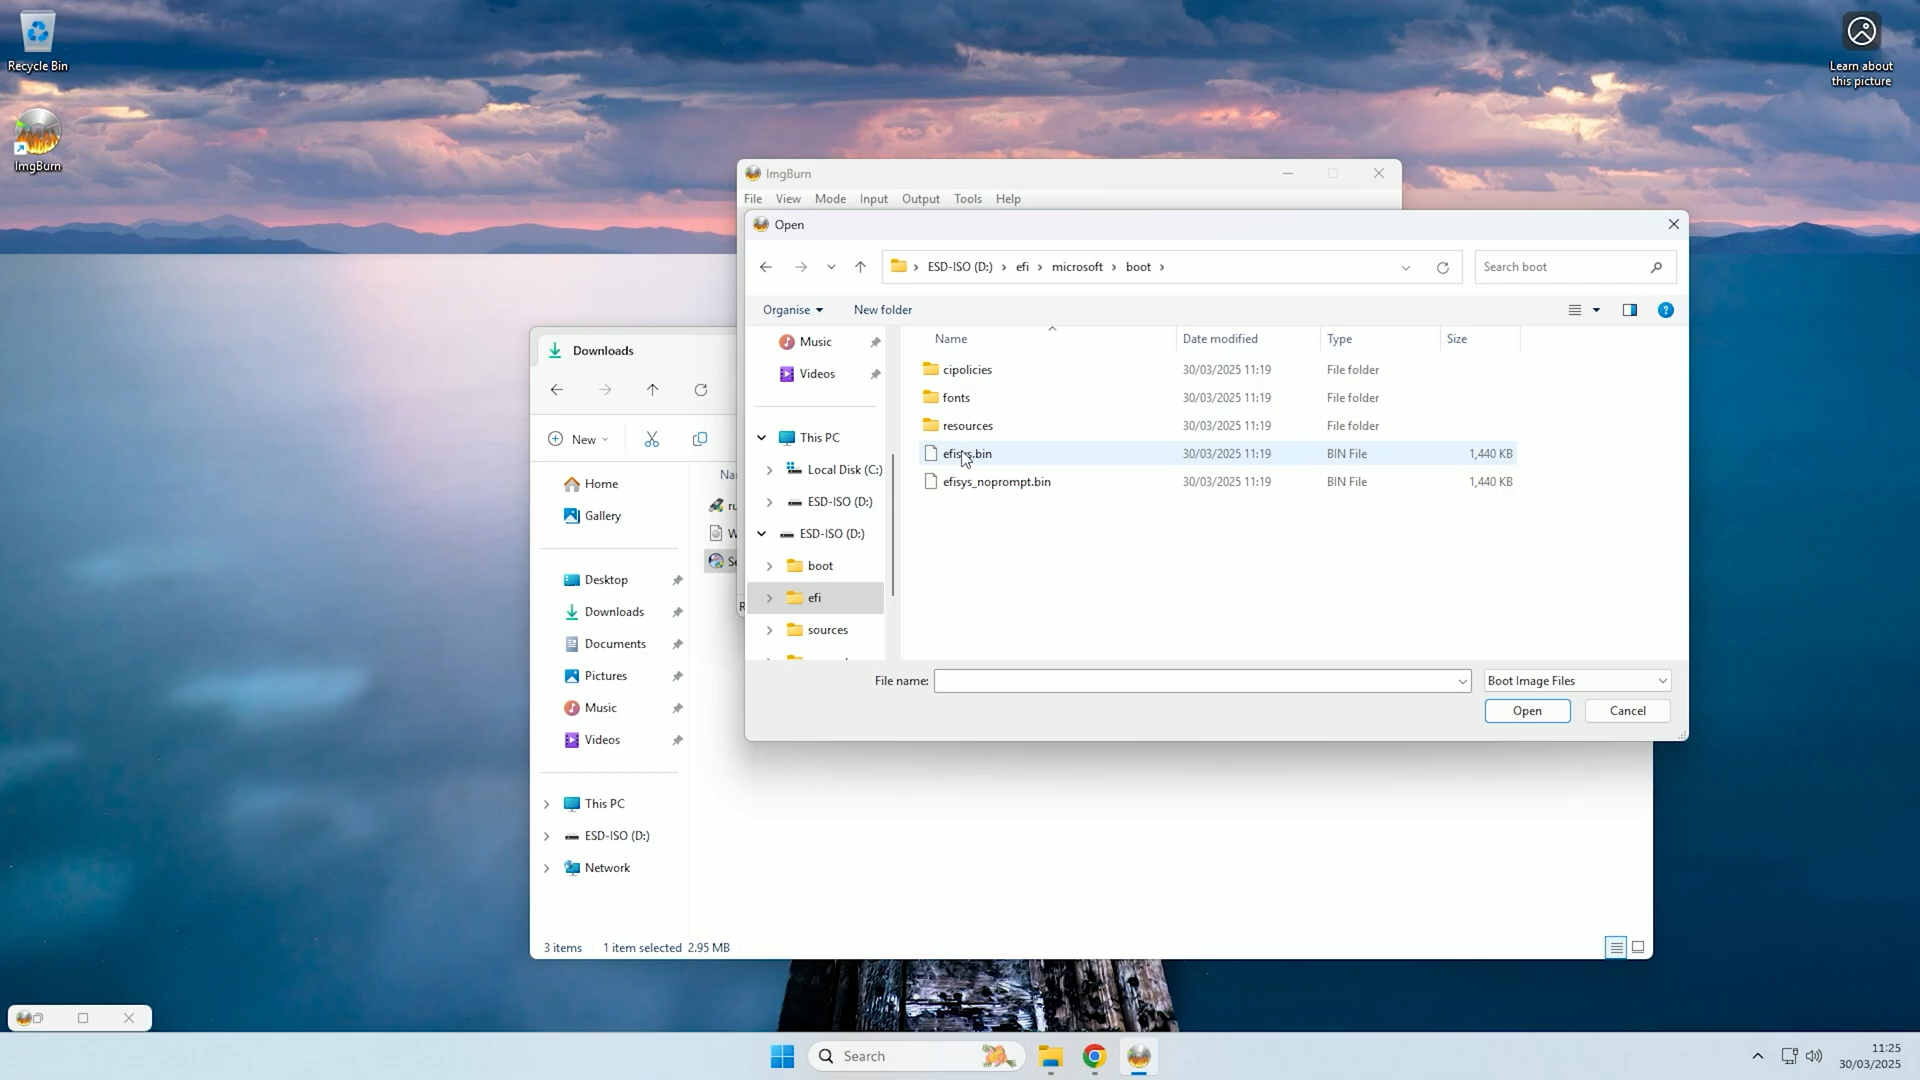 Recycle Bin
Learn about
this picture
ImgBurn
ImgBurn
File View Mode Input Output Tools Help
Open
ESD-ISO (D:) efi microsoft boot
Search boot
Organise New folder
Music
Videos
This PC
Local Disk (C:)
ESD-ISO (D:)
ESD-ISO (D:)
boot
efi
sources
Name Date modified Type Size
cipolicies 30/03/2025 11:19 File folder
fonts 30/03/2025 11:19 File folder
resources 30/03/2025 11:19 File folder
efisys.bin 30/03/2025 11:19 BIN File 1,440 KB
efisys_noprompt.bin 30/03/2025 11:19 BIN File 1,440 KB
File name:
Boot Image Files
Open Cancel
Downloads
New
Home
Gallery
Desktop
Downloads
Documents
Pictures
Music
Videos
This PC
ESD-ISO (D:)
Network
3 items 1 item selected 2.95 MB
Search
11:25
30/03/2025